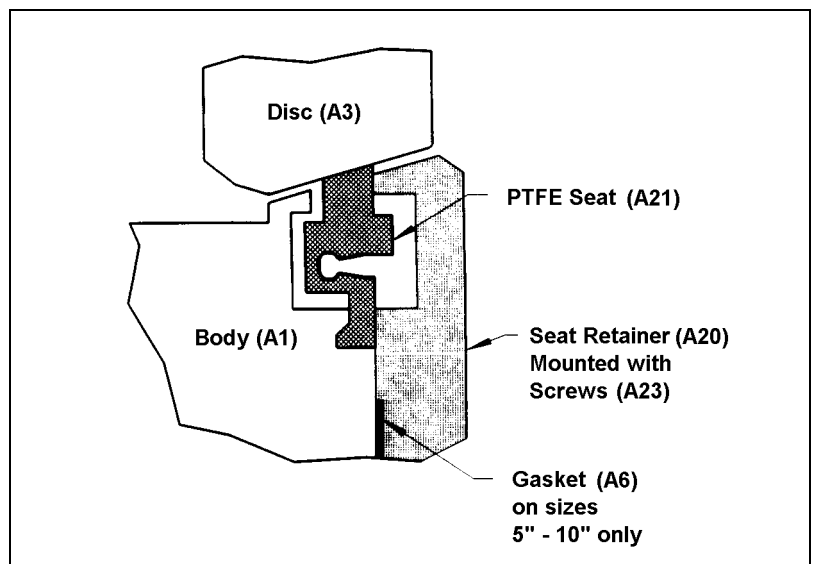 Disc (A3)
PTFE Seat (A21)
Body (A1)
Seat Retainer (A20)
Mounted with
Screws (A23)
Gasket (A6)
on sizes
5" - 10" only